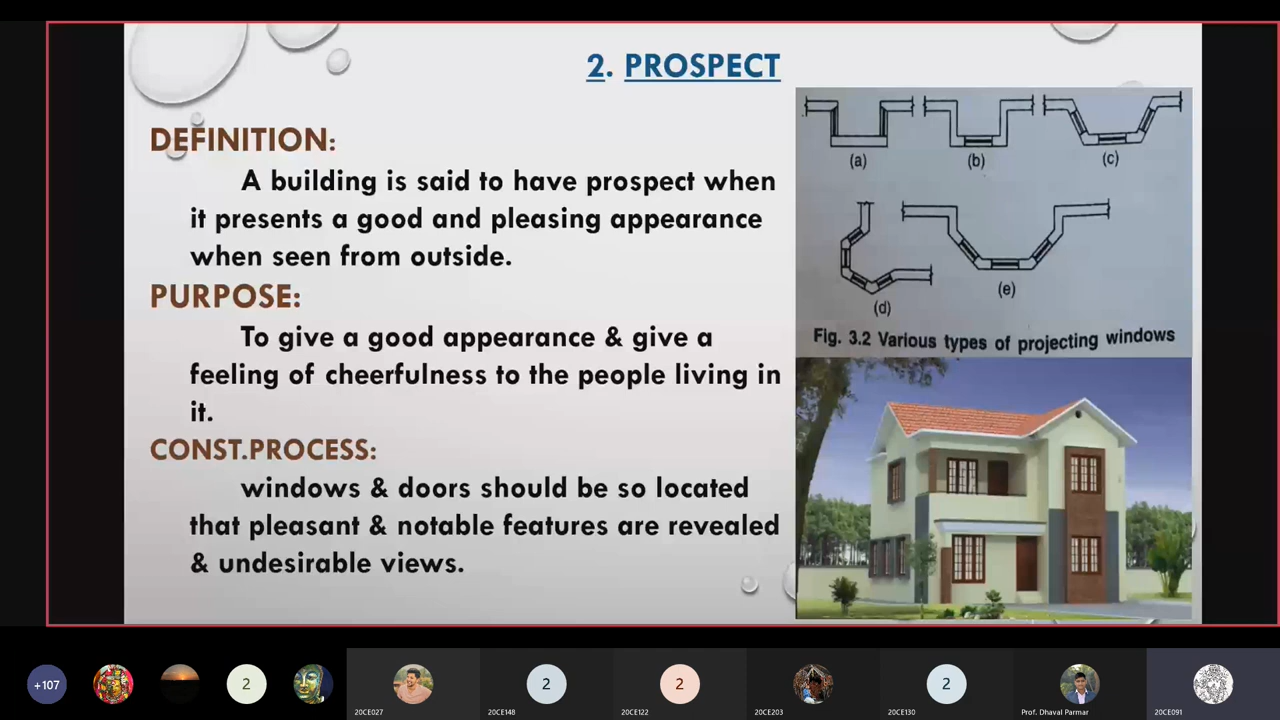 2. PROSPECT
DEFINITION:
A building is said to have prospect when
it presents a good and pleasing appearance
when seen from outside.
PURPOSE:
To give a good appearance & give a
feeling of cheerfulness to the people living in
it.
CONST.PROCESS:
windows & doors should be so located
that pleasant & notable features are revealed
& undesirable views.
(a)
(b)
(c)
(d)
(e)
Fig. 3.2 Various types of projecting windows
+107
2
2
2
2
20CE027
20CE148
20CE122
20CE203
20CE130
Prof. Dhaval Parmar
20CE091